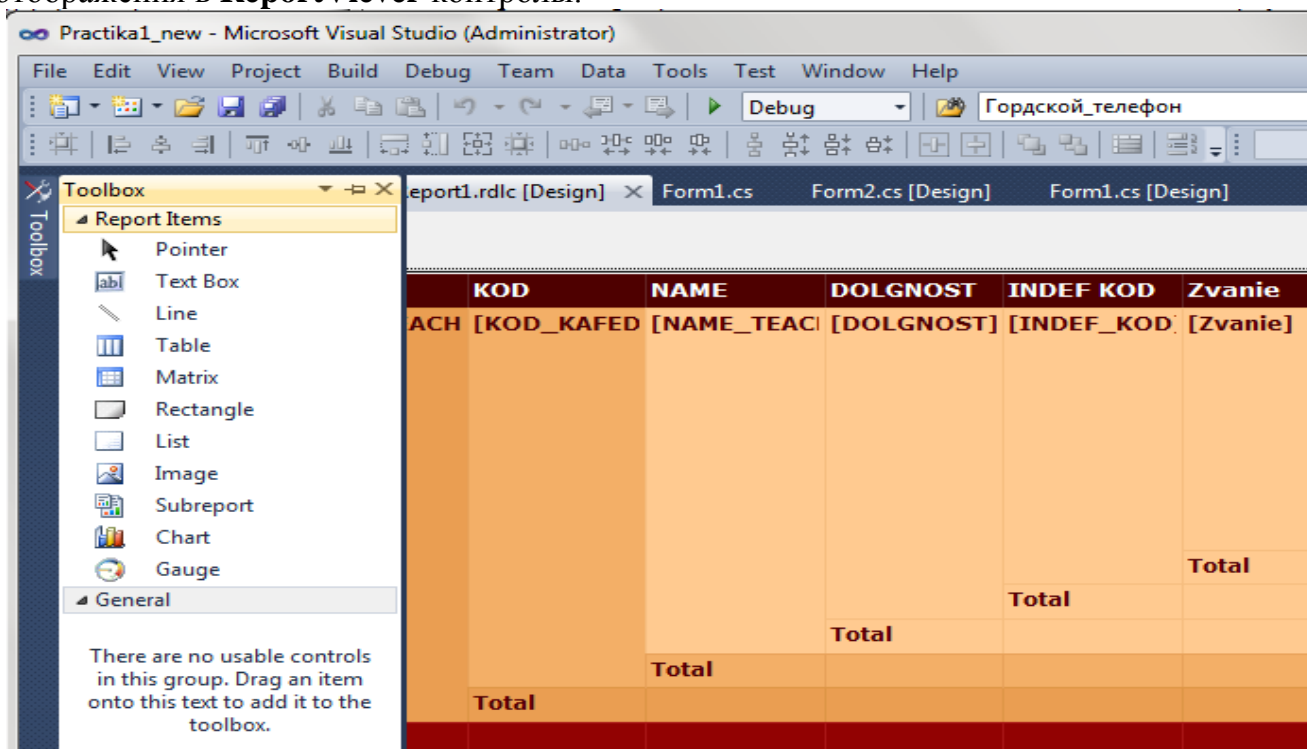 отображения в ReportViever контролы.
Practika1_new - Microsoft Visual Studio (Administrator)
File Edit View Project Build Debug Team Data Tools Test Window Help
Debug Гордской_телефон
Toolbox
Toolbox
eport1.rdlc [Design] Form1.cs Form2.cs [Design] Form1.cs [Design]
Report Items
Pointer
Text Box
Line
Table
Matrix
Rectangle
List
Image
Subreport
Chart
Gauge
General
There are no usable controls
in this group. Drag an item
onto this text to add it to the
toolbox.
KOD NAME DOLGNOST INDEF KOD Zvanie
ACH [KOD_KAFED [NAME_TEAC [DOLGNOST] [INDEF_KOD [Zvanie]
Total
Total
Total
Total
Total